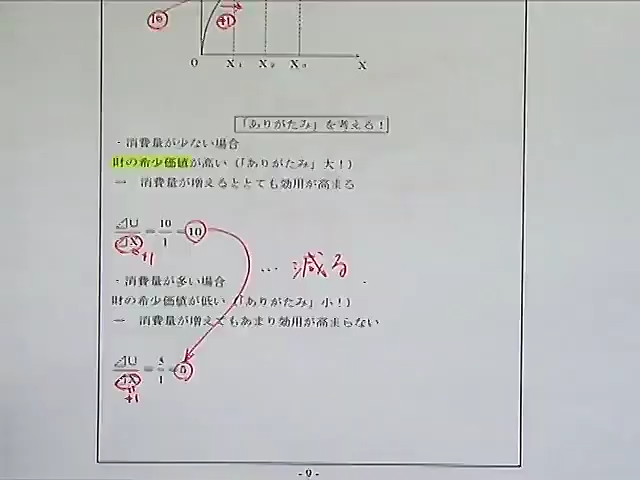 10
+1
0 X₁ X₂ X₃ X
「ありがたみ」を考える！
・消費量が少ない場合
財の希少価値が高い（「ありがたみ」大！）
→ 消費量が増えるととても効用が高まる
⊿U/⊿X = 10/1 = 10
+1
… 減る
・消費量が多い場合
財の希少価値が低い（「ありがたみ」小！）
→ 消費量が増えてもあまり効用が高まらない
⊿U/⊿X = 5/1 = 5
+1
- 9 -